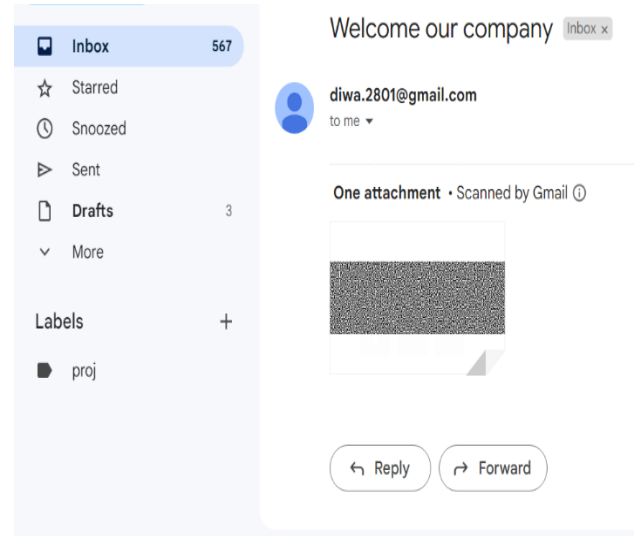 Inbox 567
Starred
Snoozed
Sent
Drafts 3
More
Labels +
proj
Welcome our company Inbox x
diwa.2801@gmail.com
to me
One attachment • Scanned by Gmail
Reply Forward